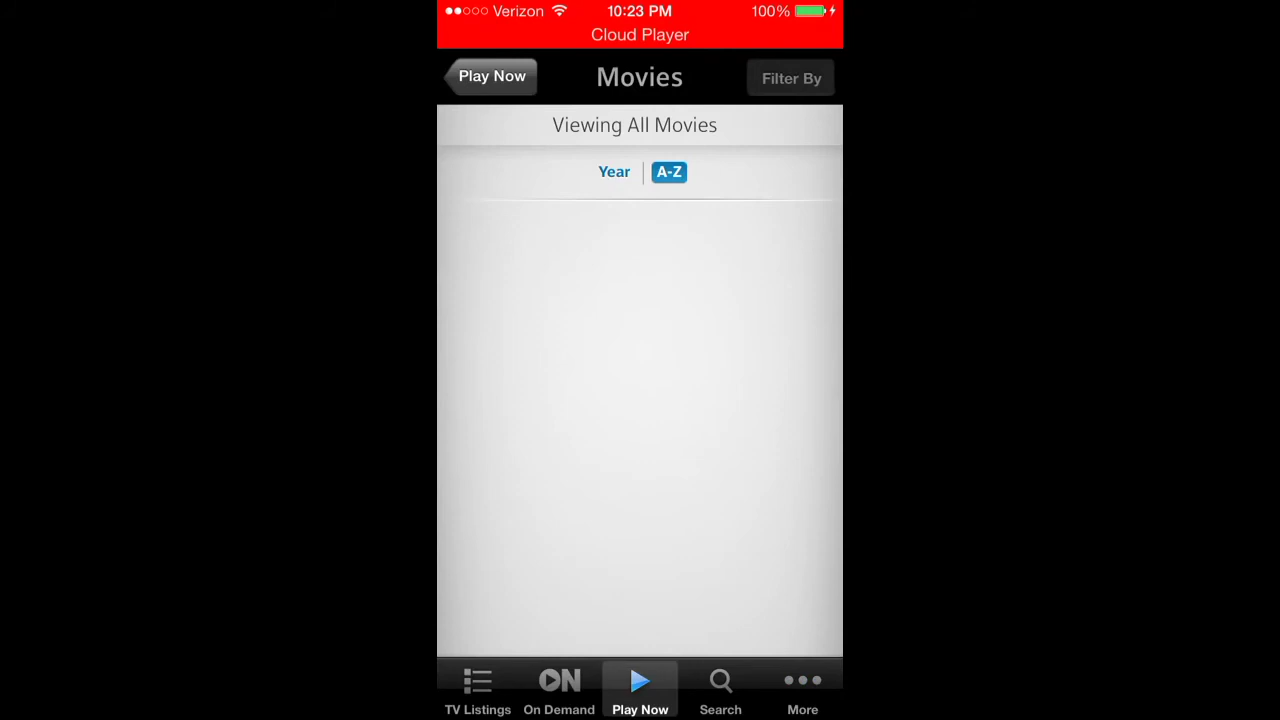 Verizon 10:23 PM 100%
Cloud Player
Play Now Movies Filter By
Viewing All Movies
Year A-Z
ON
TV Listings On Demand Play Now Search More